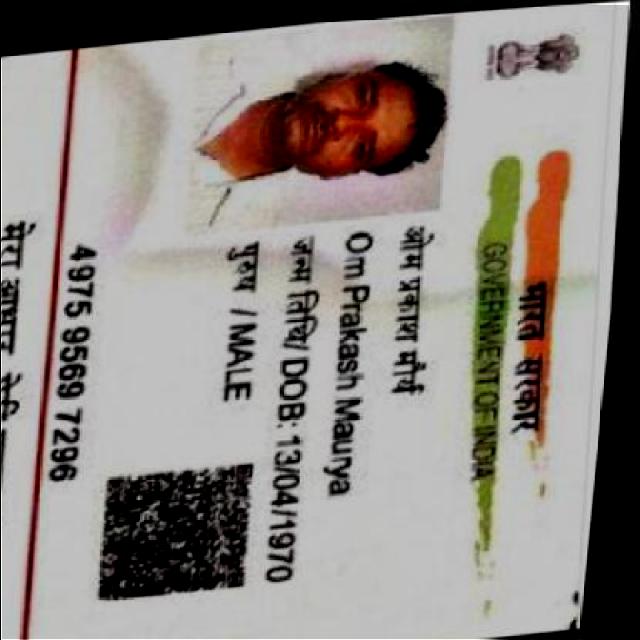 भारत सरकार
GOVERNMENT OF INDIA
ओम प्रकाश मौर्य
Om Prakash Maurya
जन्म तिथि/ DOB: 13/04/1970
पुरुष / MALE
4975 9569 7296
मेरा आधार, मेरी